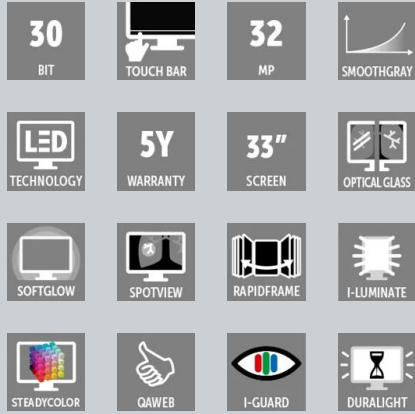 30
BIT
TOUCH BAR
32
MP
SMOOTHGRAY
LED
TECHNOLOGY
5Y
WARRANTY
33"
SCREEN
OPTICAL GLASS
SOFTGLOW
SPOTVIEW
RAPIDFRAME
I-LUMINATE
STEADYCOLOR
QAWEB
I-GUARD
DURALIGHT